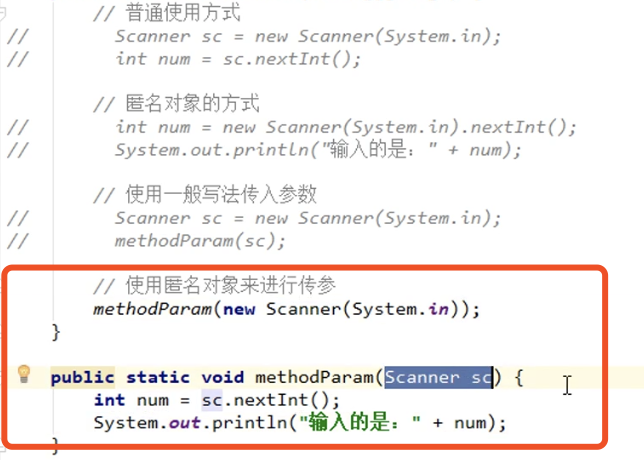 // 普通使用方式
// Scanner sc = new Scanner(System.in);
// int num = sc.nextInt();
// 匿名对象的方式
// int num = new Scanner(System.in).nextInt();
// System.out.println("输入的是：" + num);
// 使用一般写法传入参数
// Scanner sc = new Scanner(System.in);
// methodParam(sc);
// 使用匿名对象来进行传参
methodParam(new Scanner(System.in));
}
public static void methodParam(Scanner sc) {
int num = sc.nextInt();
System.out.println("输入的是：" + num);
}